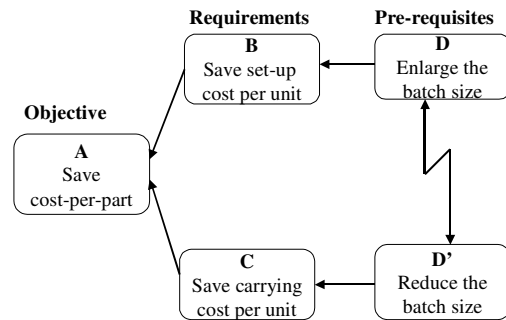 Requirements
Pre-requisites
B
Save set-up
cost per unit
D
Enlarge the
batch size
Objective
A
Save
cost-per-part
C
Save carrying
cost per unit
D'
Reduce the
batch size